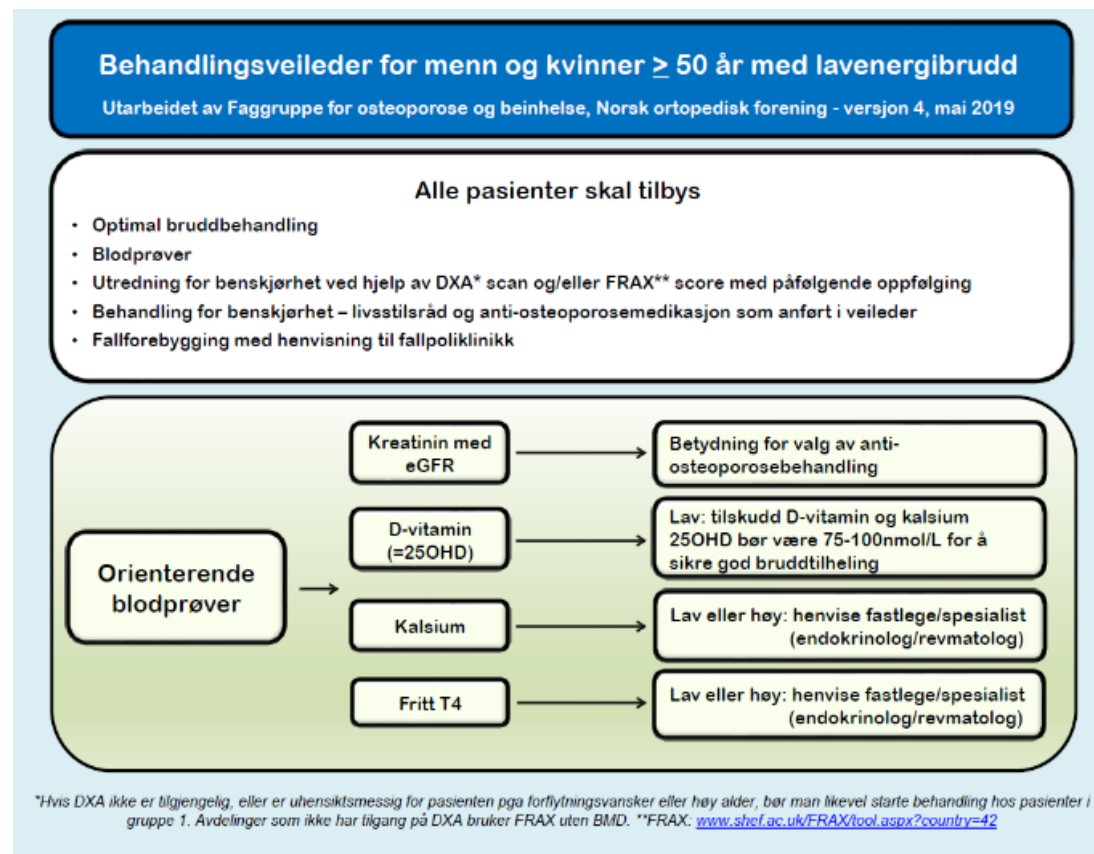 Behandlingsveileder for menn og kvinner ≥ 50 år med lavenergibrudd
Utarbeidet av Faggruppe for osteoporose og beinhelse, Norsk ortopedisk forening - versjon 4, mai 2019
Alle pasienter skal tilbys
• Optimal bruddbehandling
• Blodprøver
• Utredning for benskjørhet ved hjelp av DXA* scan og/eller FRAX** score med påfølgende oppfølging
• Behandling for benskjørhet – livsstilsråd og anti-osteoporosemedikasjon som anført i veileder
• Fallforebygging med henvisning til fallpoliklinikk
Orienterende
blodprøver
Kreatinin med
eGFR
Betydning for valg av anti-
osteoporosebehandling
D-vitamin
(=25OHD)
Lav: tilskudd D-vitamin og kalsium
25OHD bør være 75-100nmol/L for å
sikre god bruddtilheling
Kalsium
Lav eller høy: henvise fastlege/spesialist
(endokrinolog/revmatolog)
Fritt T4
Lav eller høy: henvise fastlege/spesialist
(endokrinolog/revmatolog)
*Hvis DXA ikke er tilgjengelig, eller er uhensiktsmessig for pasienten pga forflytningsvansker eller høy alder, bør man likevel starte behandling hos pasienter i
gruppe 1. Avdelinger som ikke har tilgang på DXA bruker FRAX uten BMD. **FRAX: www.shef.ac.uk/FRAX/tool.aspx?country=42